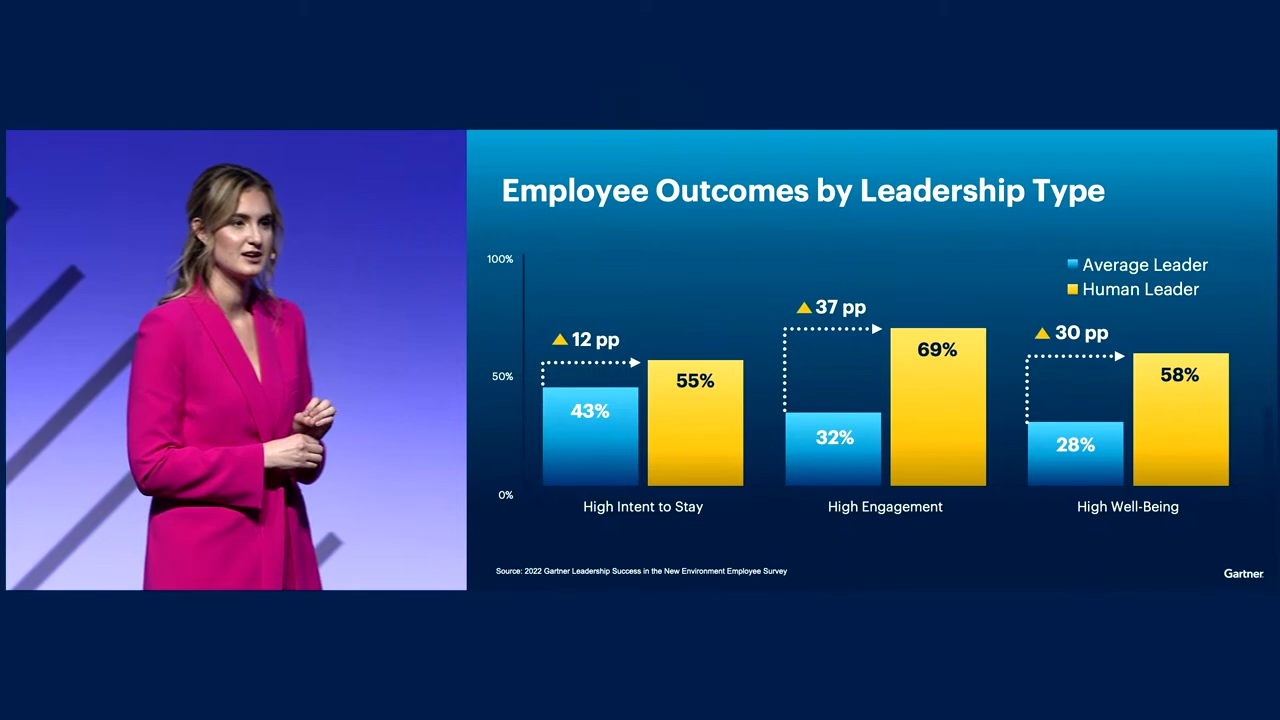 Employee Outcomes by Leadership Type
100%
50%
0%
Average Leader
Human Leader
12 pp
43%
55%
High Intent to Stay
37 pp
32%
69%
High Engagement
30 pp
28%
58%
High Well-Being
Source: 2022 Gartner Leadership Success in the New Environment Employee Survey
Gartner